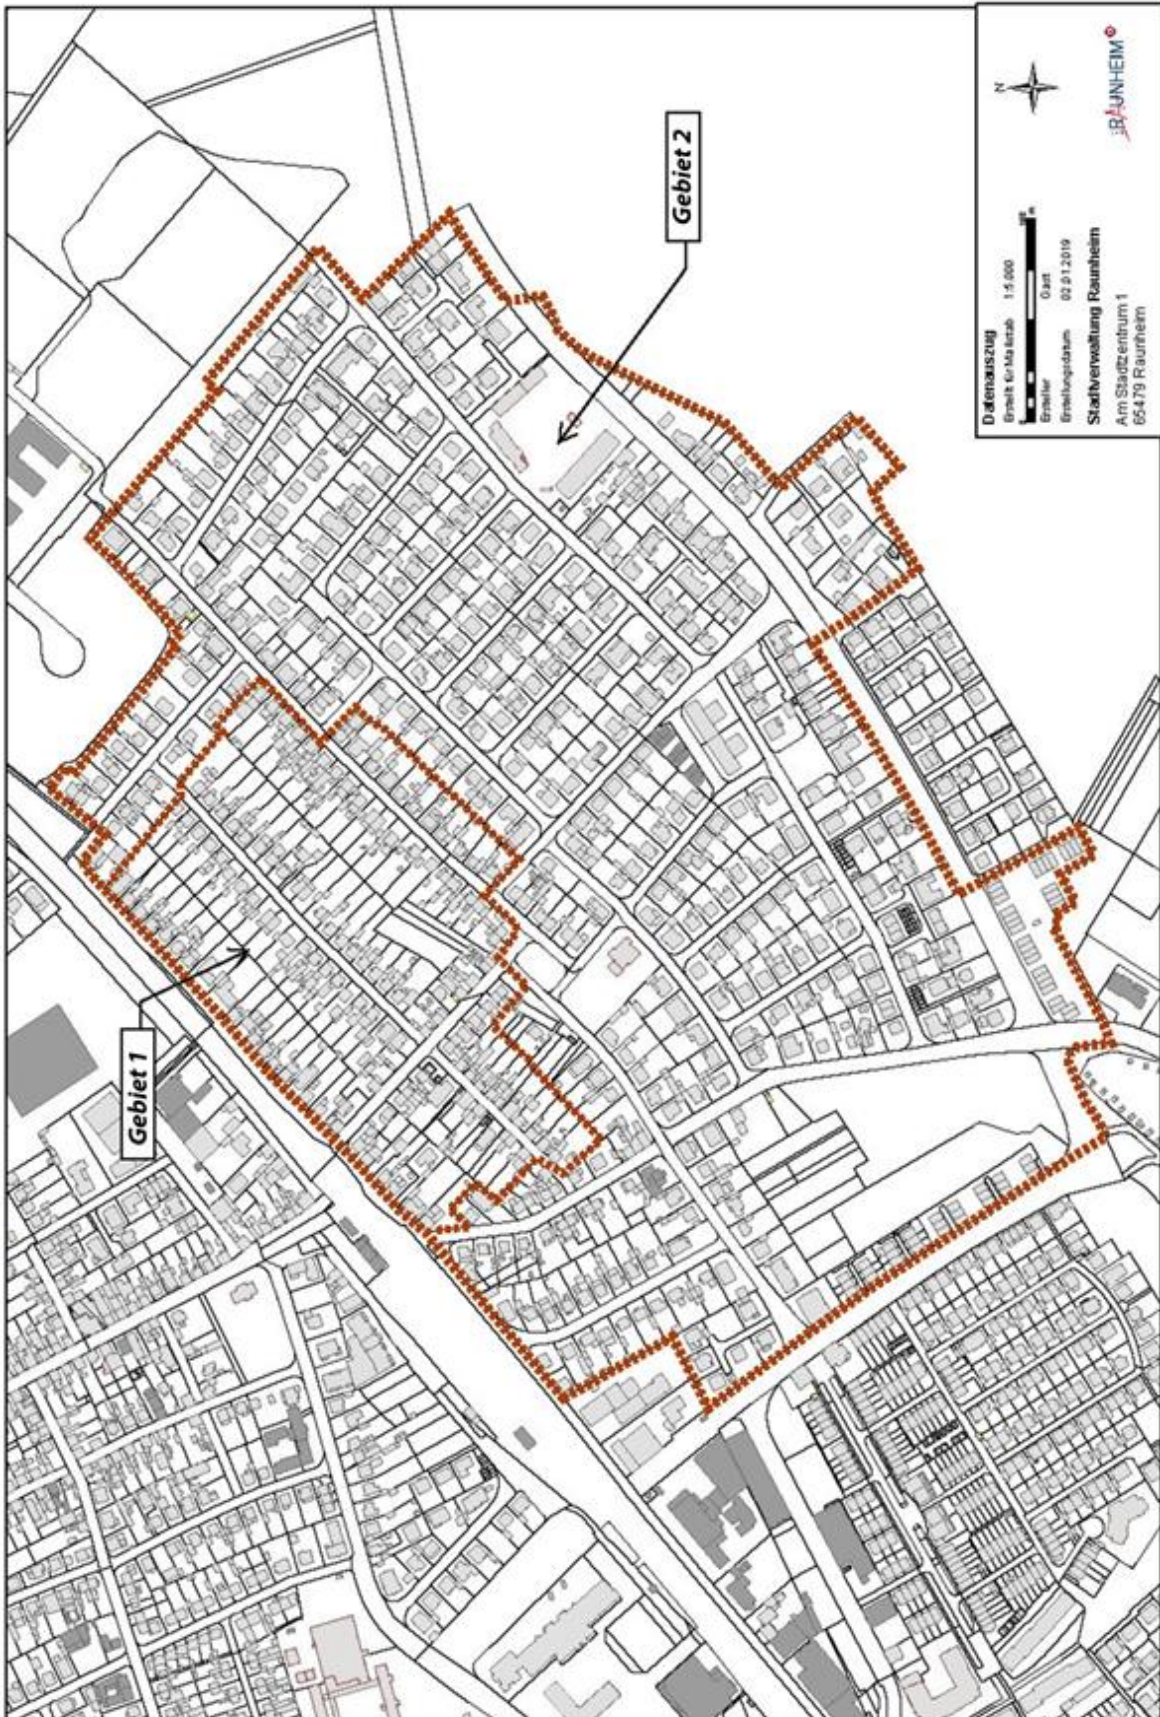 Gebiet 1
Gebiet 2
Datenauszug
Erstellt für Maßstab 1:5.000
0
m
Ersteller Gast
Erstellungsdatum 02.01.2019
Stadtverwaltung Raunheim
Am Stadtzentrum 1
65479 Raunheim
N
RAUNHEIM